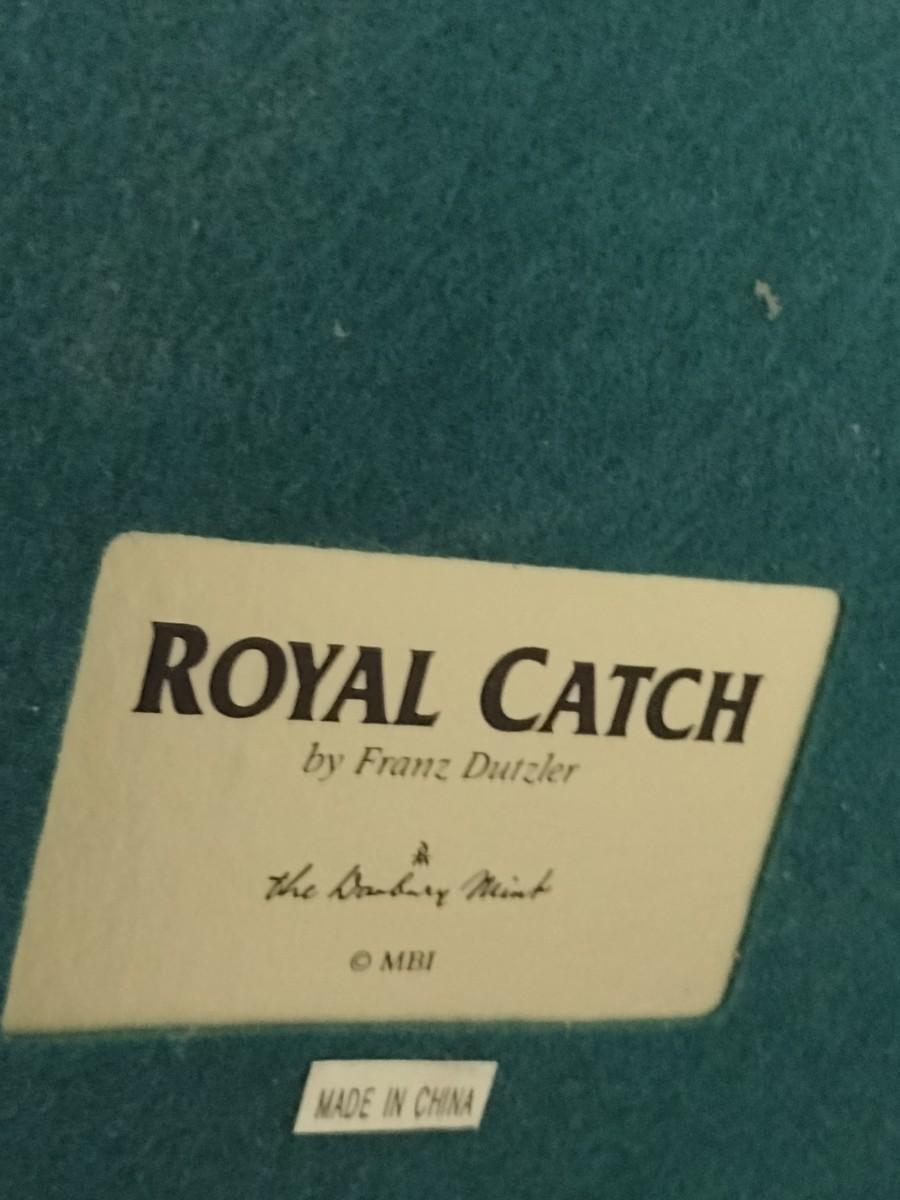 ROYAL CATCH
by Franz Dutzler
the Danbury Mint
© MBI
MADE IN CHINA